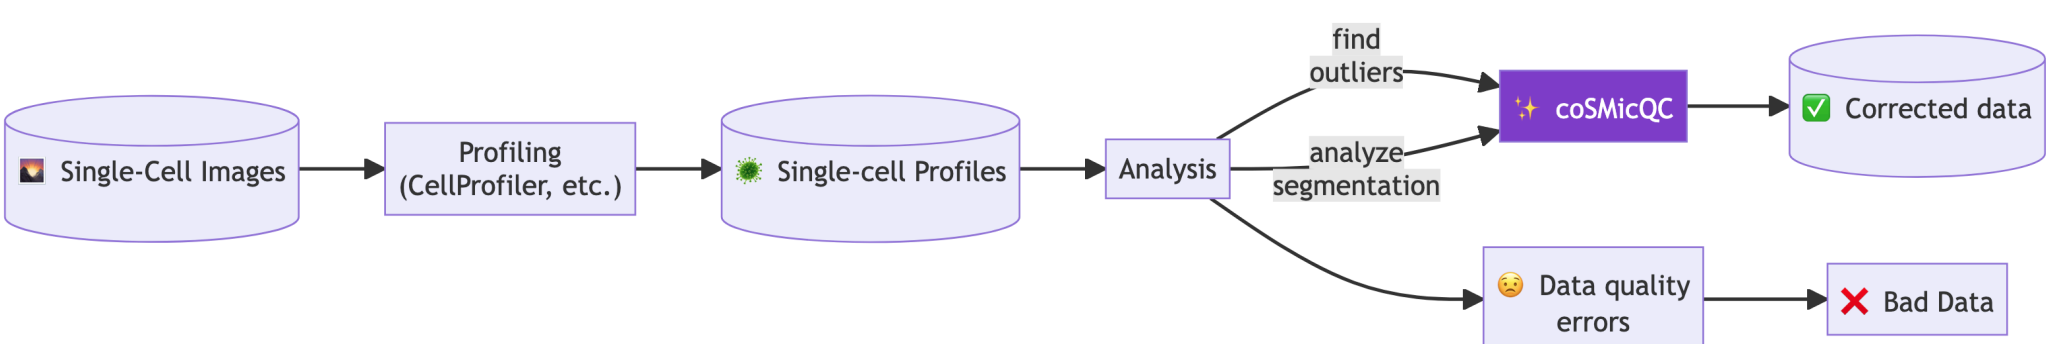 Single-Cell Images
Profiling
(CellProfiler, etc.)
Single-cell Profiles
Analysis
find
outliers
analyze
segmentation
coSMicQC
Corrected data
Data quality
errors
Bad Data